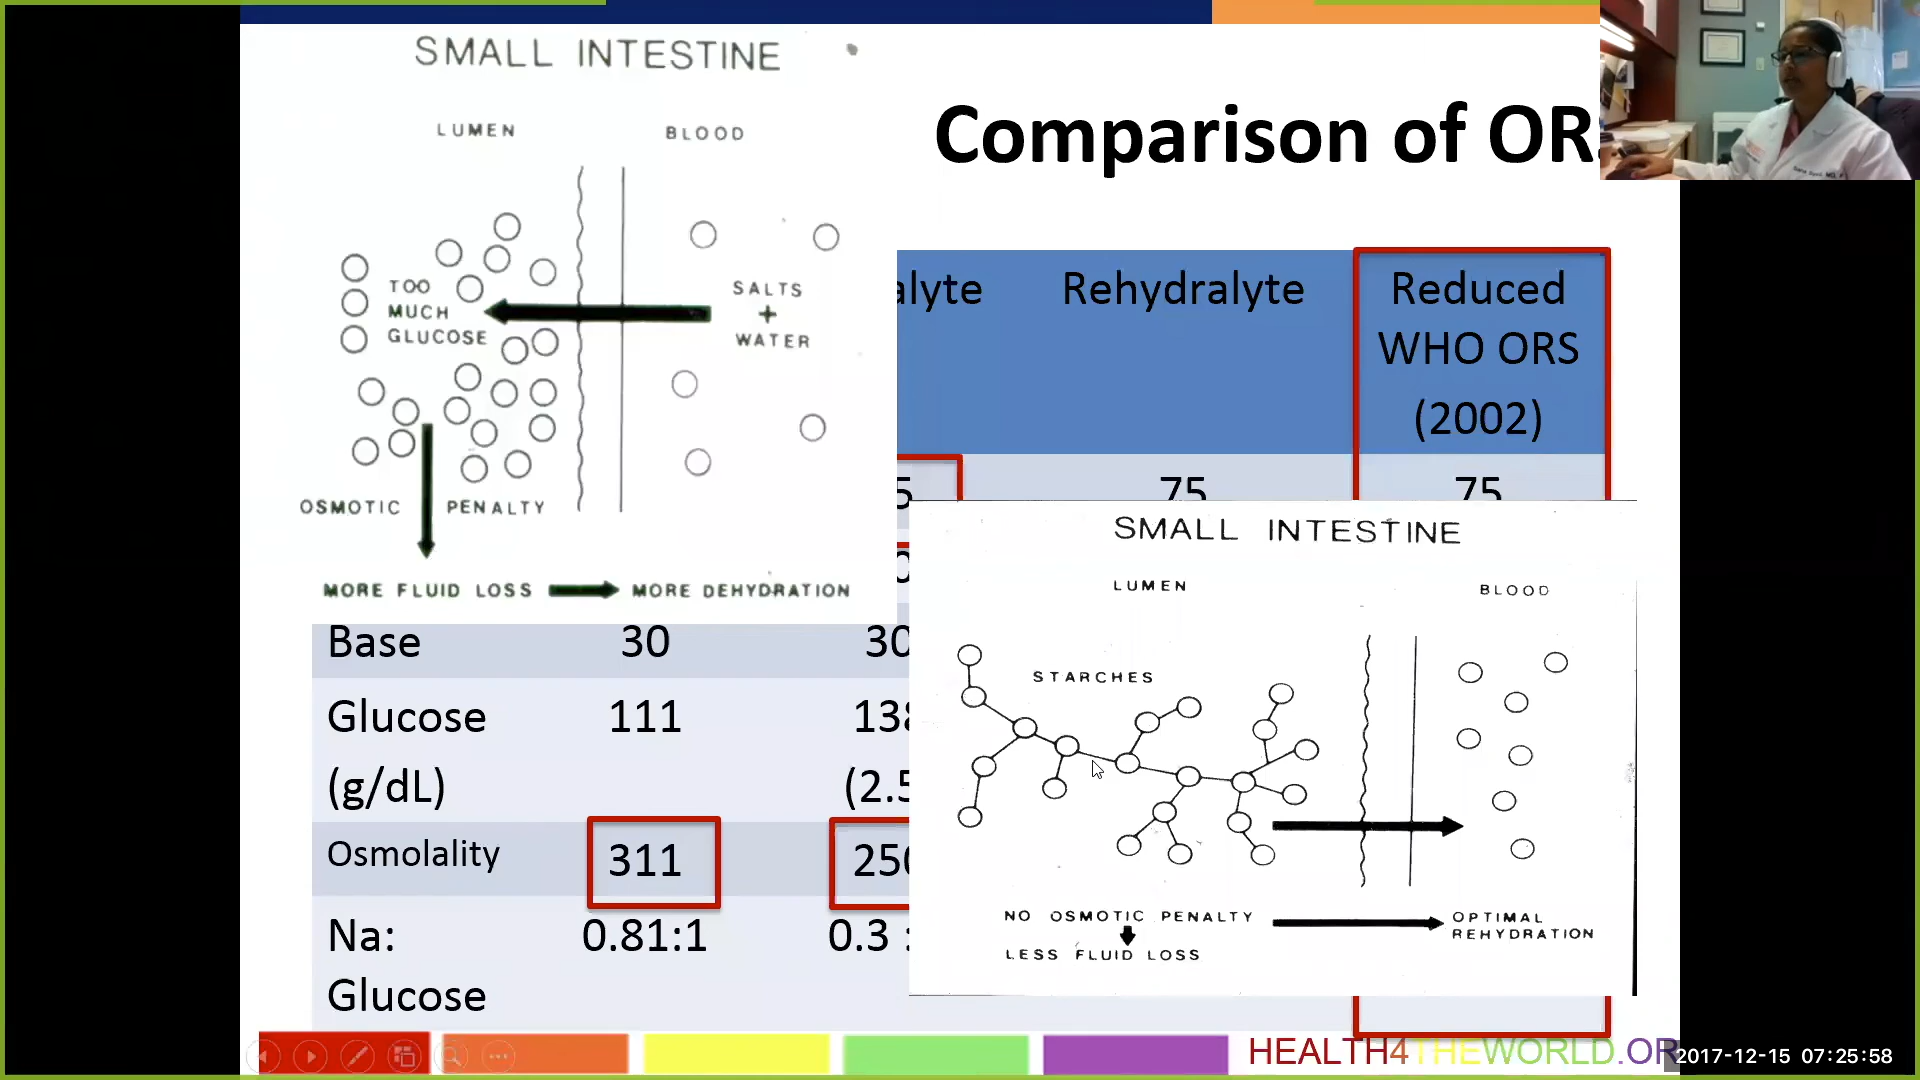 SMALL INTESTINE
LUMEN
BLOOD
TOO
MUCH
GLUCOSE
SALTS
+
WATER
OSMOTIC PENALTY
MORE FLUID LOSS MORE DEHYDRATION
Comparison of OR
alyte
Rehydralyte
Reduced
WHO ORS
(2002)
5 75 75
0
Base 30 30
Glucose 111 138
(g/dL) (2.5
Osmolality 311 250
Na: 0.81:1 0.3 :
Glucose
SMALL INTESTINE
LUMEN
BLOOD
STARCHES
NO OSMOTIC PENALTY
LESS FLUID LOSS
OPTIMAL
REHYDRATION
HEALTH4THEWORLD.OR
2017-12-15 07:25:58